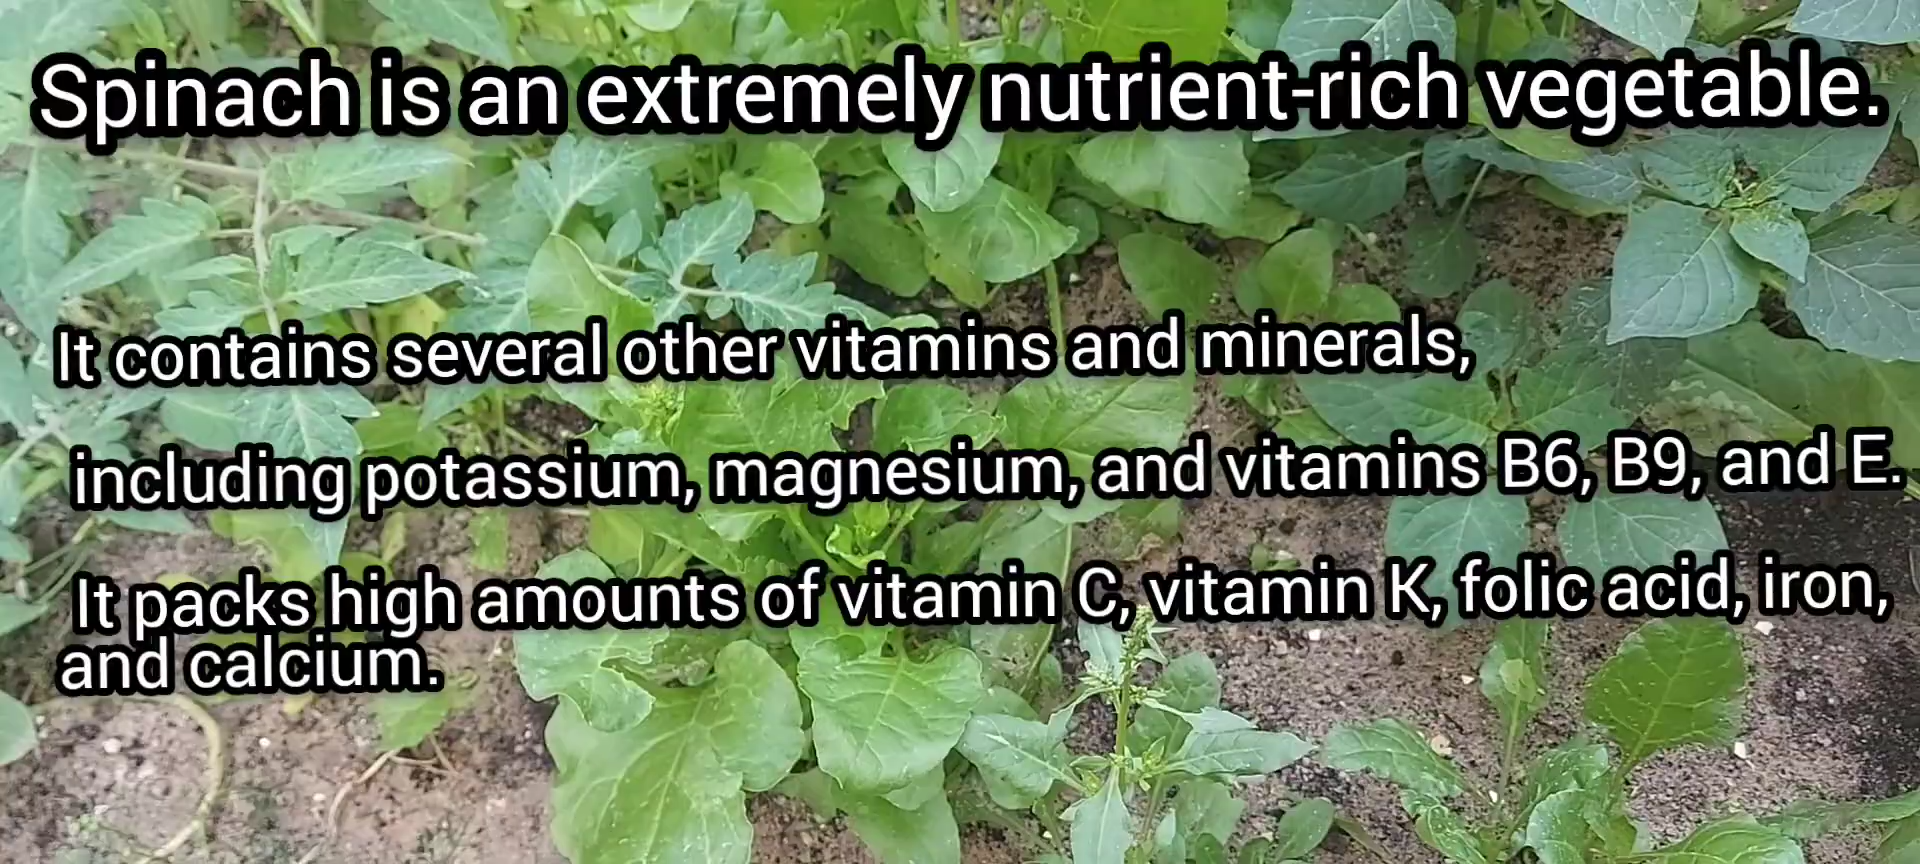 Spinach is an extremely nutrient-rich vegetable.
It contains several other vitamins and minerals,
including potassium, magnesium, and vitamins B6, B9, and E.
It packs high amounts of vitamin C, vitamin K, folic acid, iron,
and calcium.